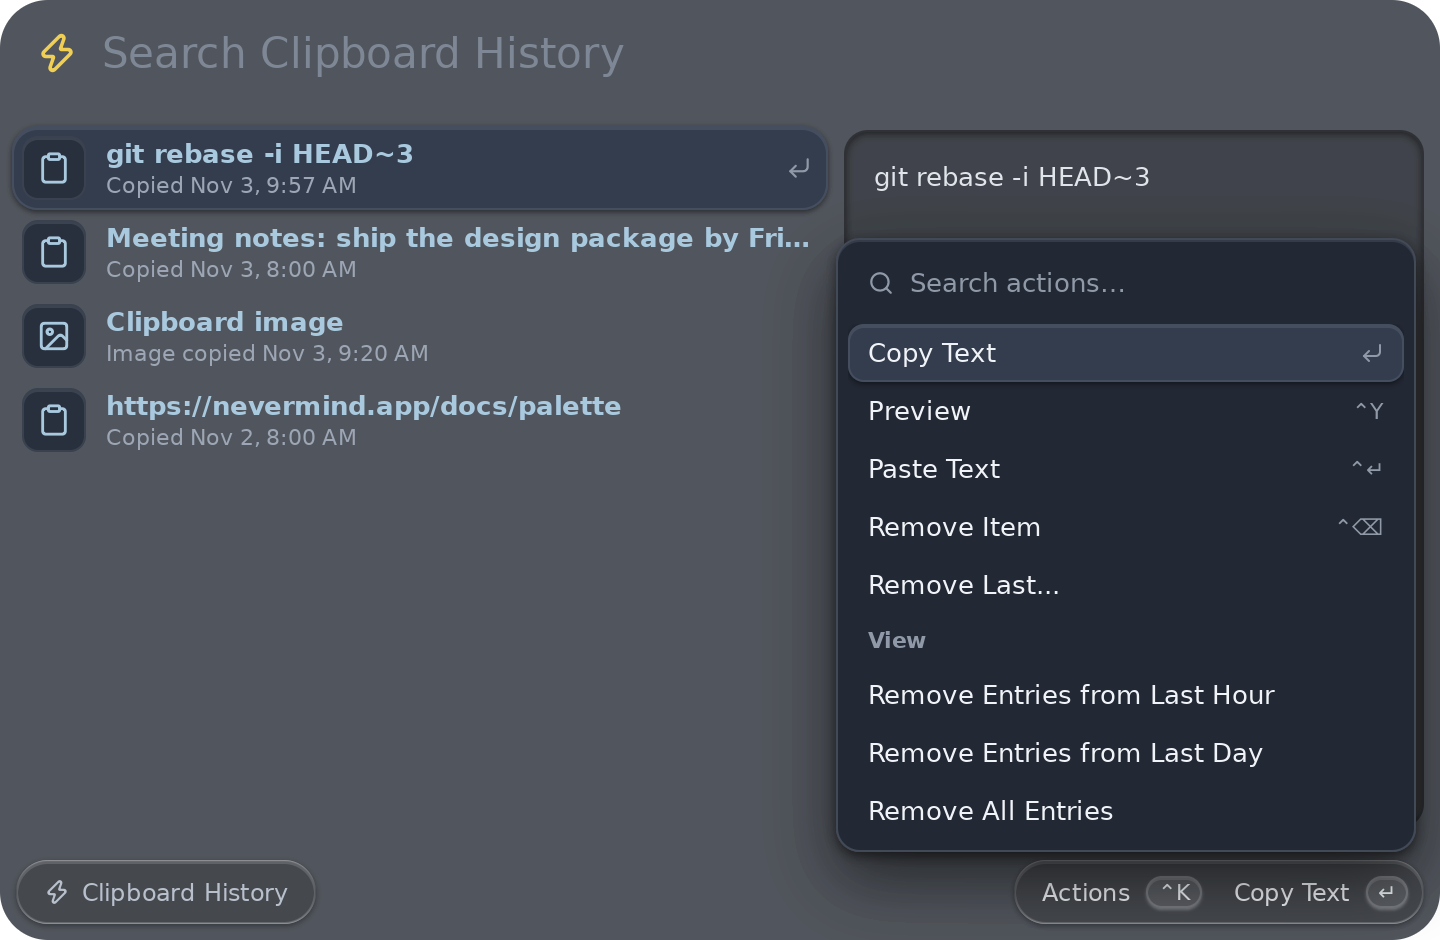 Search Clipboard History
git rebase -i HEAD~3
Copied Nov 3, 9:57 AM
Meeting notes: ship the design package by Fri...
Copied Nov 3, 8:00 AM
Clipboard image
Image copied Nov 3, 9:20 AM
https://nevermind.app/docs/palette
Copied Nov 2, 8:00 AM
git rebase -i HEAD~3
Search actions...
Copy Text ↵
Preview ⌃Y
Paste Text ⌃↵
Remove Item ⌃⌫
Remove Last...
View
Remove Entries from Last Hour
Remove Entries from Last Day
Remove All Entries
Clipboard History
Actions ⌃K Copy Text ↵